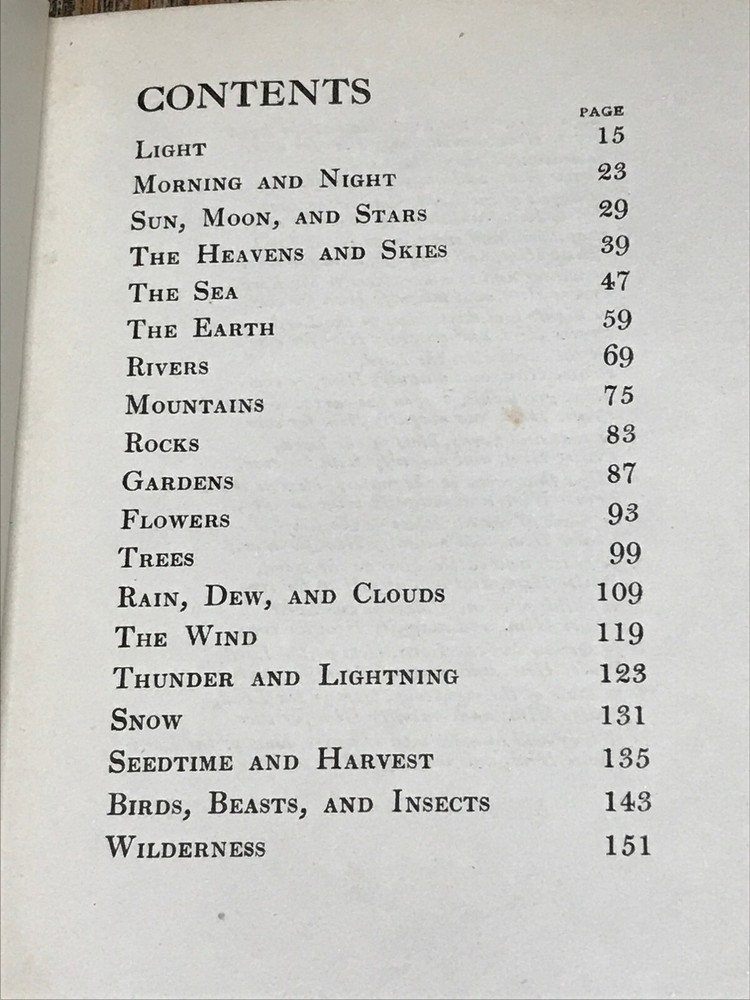 CONTENTS
PAGE
Light 15
Morning and Night 23
Sun, Moon, and Stars 29
The Heavens and Skies 39
The Sea 47
The Earth 59
Rivers 69
Mountains 75
Rocks 83
Gardens 87
Flowers 93
Trees 99
Rain, Dew, and Clouds 109
The Wind 119
Thunder and Lightning 123
Snow 131
Seedtime and Harvest 135
Birds, Beasts, and Insects 143
Wilderness 151